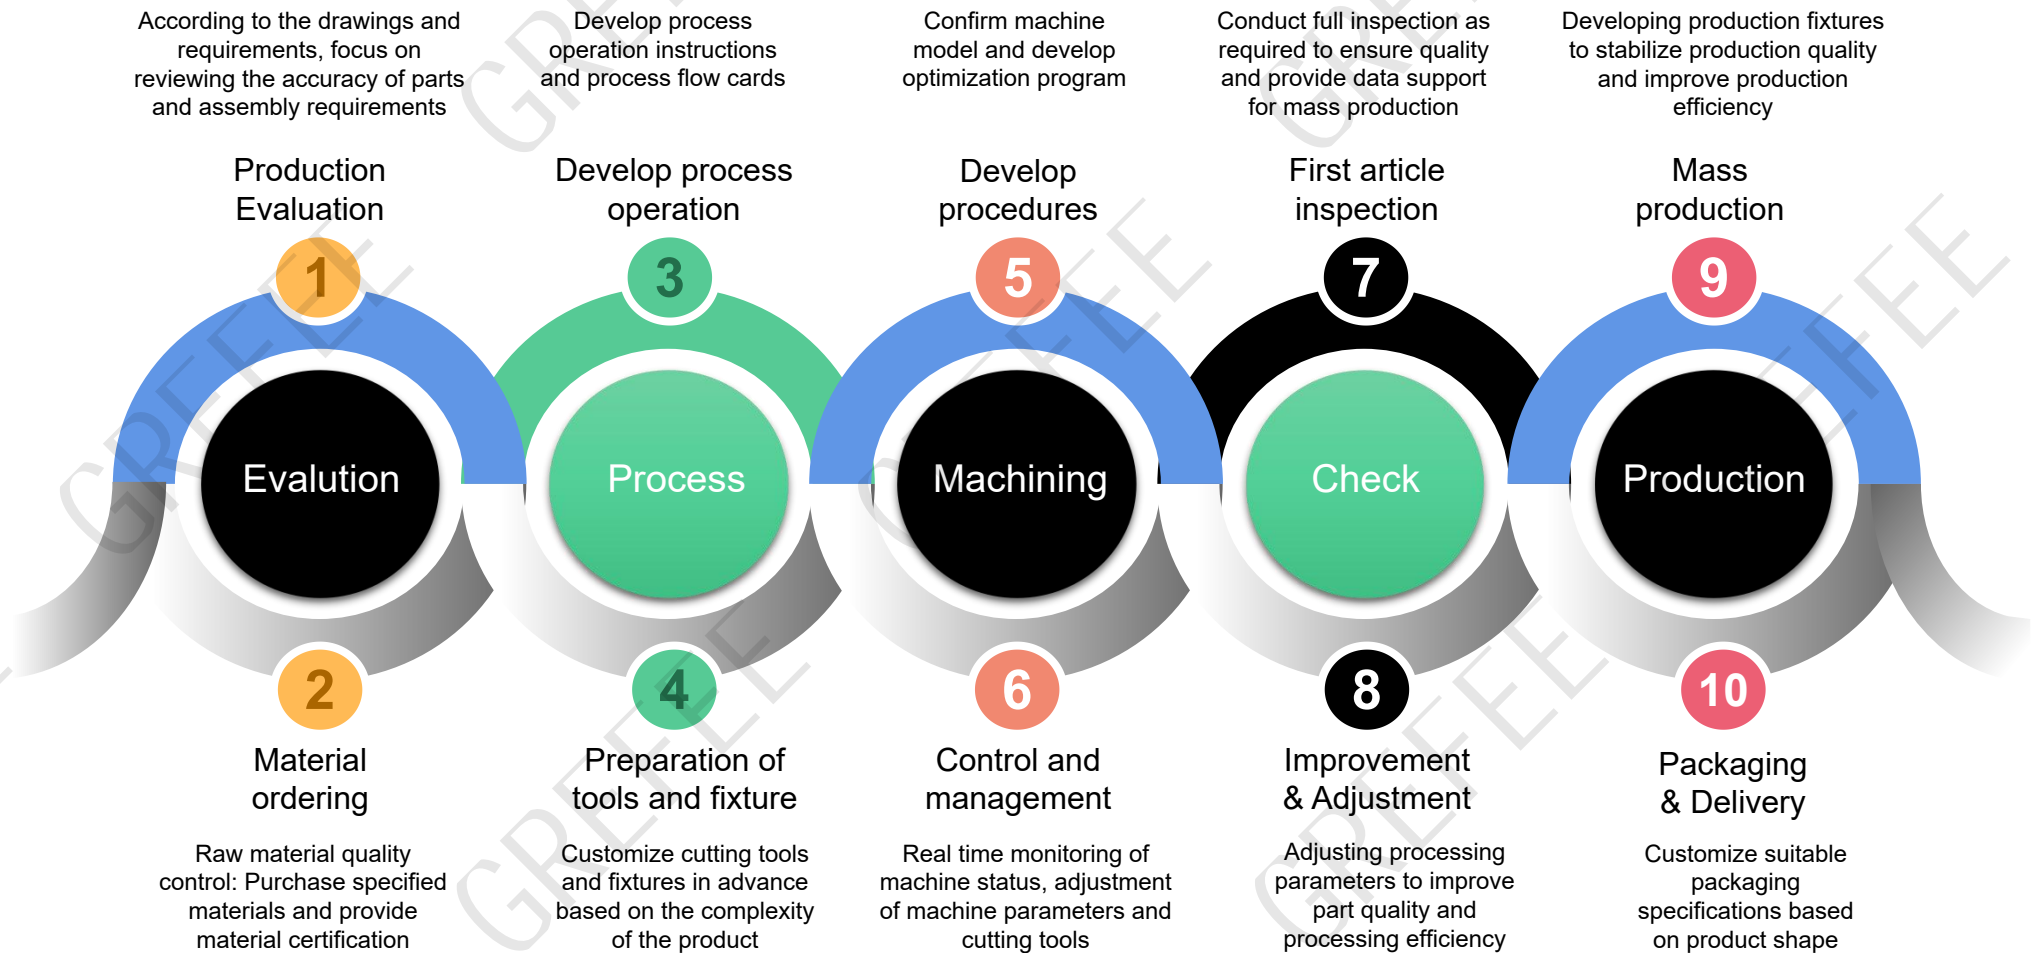 According to the drawings and
requirements, focus on
reviewing the accuracy of parts
and assembly requirements
Production
Evaluation
1
Develop process
operation instructions
and process flow cards
Develop process
operation
3
Confirm machine
model and develop
optimization program
Develop
procedures
5
Conduct full inspection as
required to ensure quality
and provide data support
for mass production
First article
inspection
7
Developing production fixtures
to stabilize production quality
and improve production
efficiency
Mass
production
9
Evalution
Process
Machining
Check
Production
2
Material
ordering
Raw material quality
control: Purchase specified
materials and provide
material certification
4
Preparation of
tools and fixture
Customize cutting tools
and fixtures in advance
based on the complexity
of the product
6
Control and
management
Real time monitoring of
machine status, adjustment
of machine parameters and
cutting tools
8
Improvement
& Adjustment
Adjusting processing
parameters to improve
part quality and
processing efficiency
10
Packaging
& Delivery
Customize suitable
packaging
specifications based
on product shape
GREFEE
GREFEE
GREFEE
GREFEE